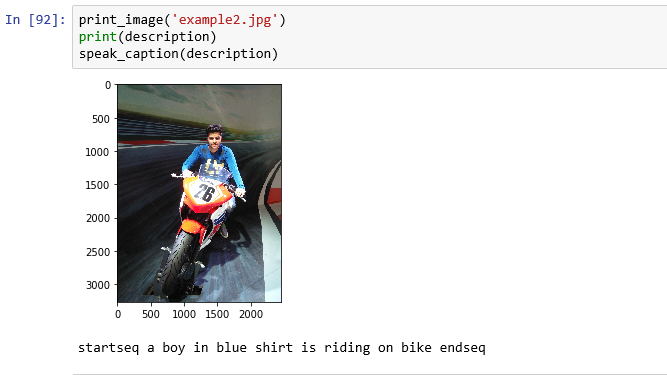 In [92]: print_image('example2.jpg')
print(description)
speak_caption(description)
0
500
1000
1500
2000
2500
3000
26
0 500 1000 1500 2000
startseq a boy in blue shirt is riding on bike endseq